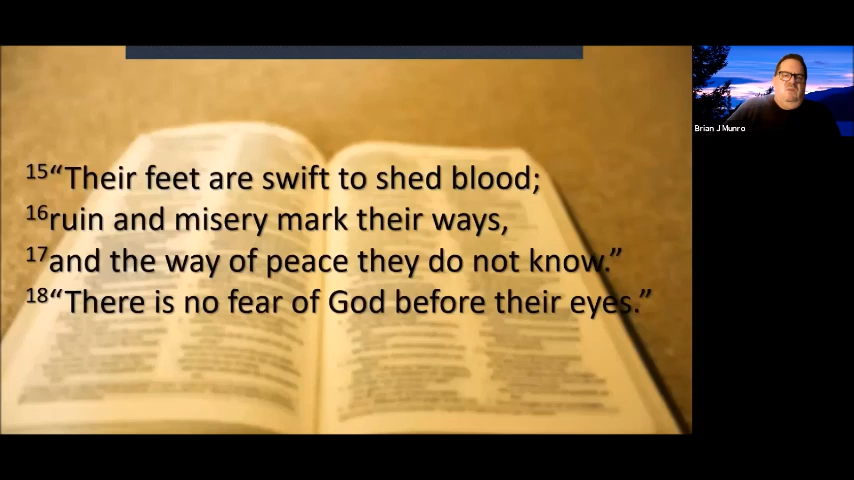 15“Their feet are swift to shed blood;
16ruin and misery mark their ways,
17and the way of peace they do not know.”
18“There is no fear of God before their eyes.”
Brian J Munro